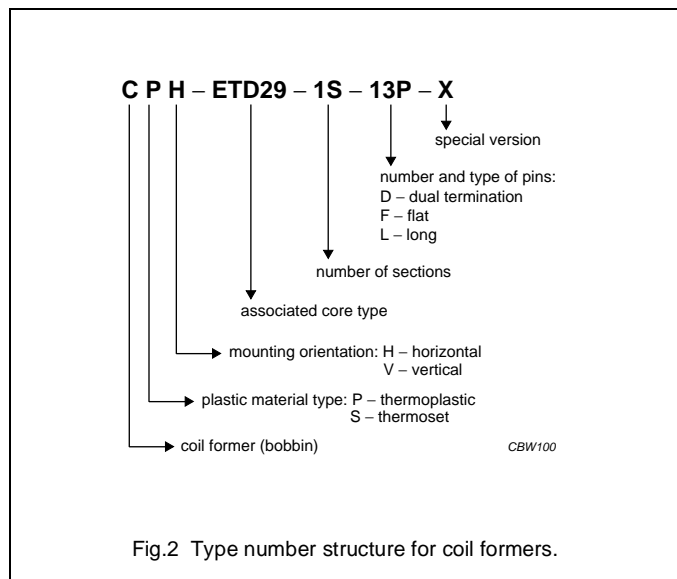 C P H – ETD29 – 1S – 13P – X
special version
number and type of pins:
D – dual termination
F – flat
L – long
number of sections
associated core type
mounting orientation: H – horizontal
V – vertical
plastic material type: P – thermoplastic
S – thermoset
coil former (bobbin)
CBW100
Fig.2 Type number structure for coil formers.